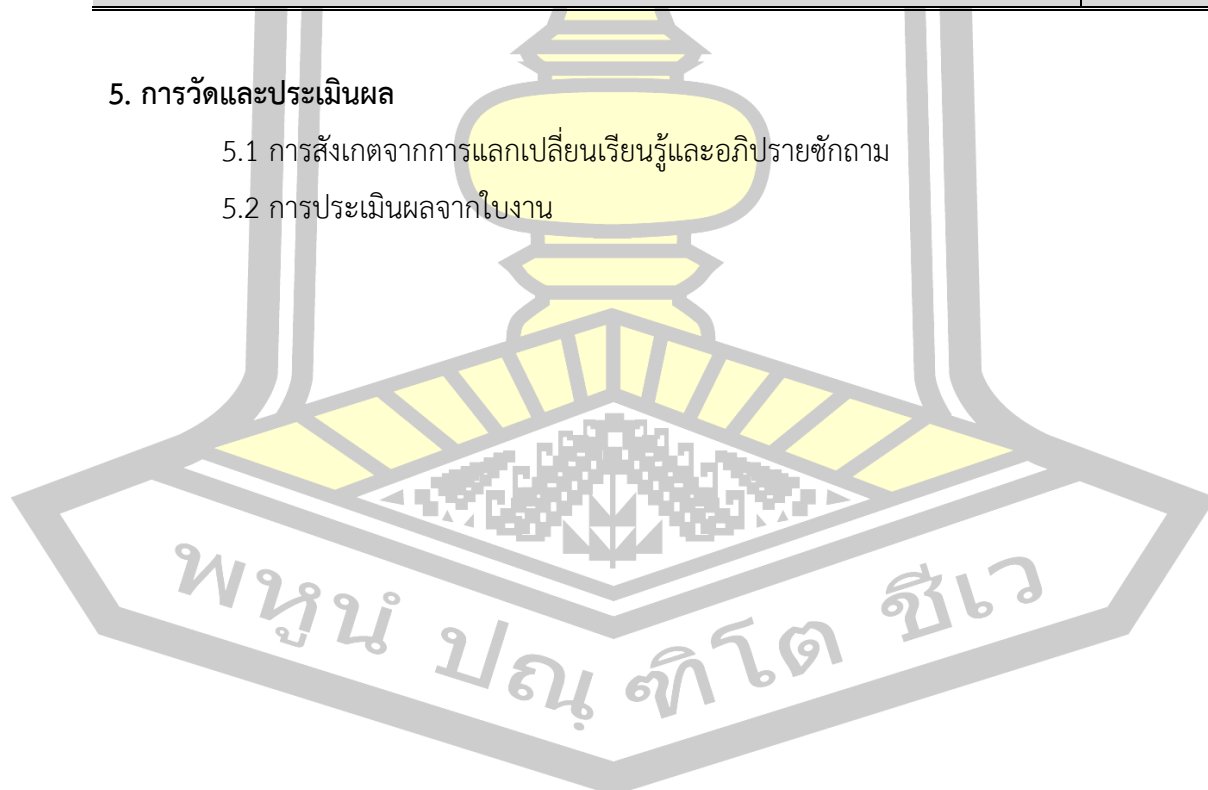 5. การวัดและประเมินผล
5.1 การสังเกตจากการแลกเปลี่ยนเรียนรู้และอภิปรายซักถาม
5.2 การประเมินผลจากใบงาน
พหูนํ ปณฺฑิโต ชีเว